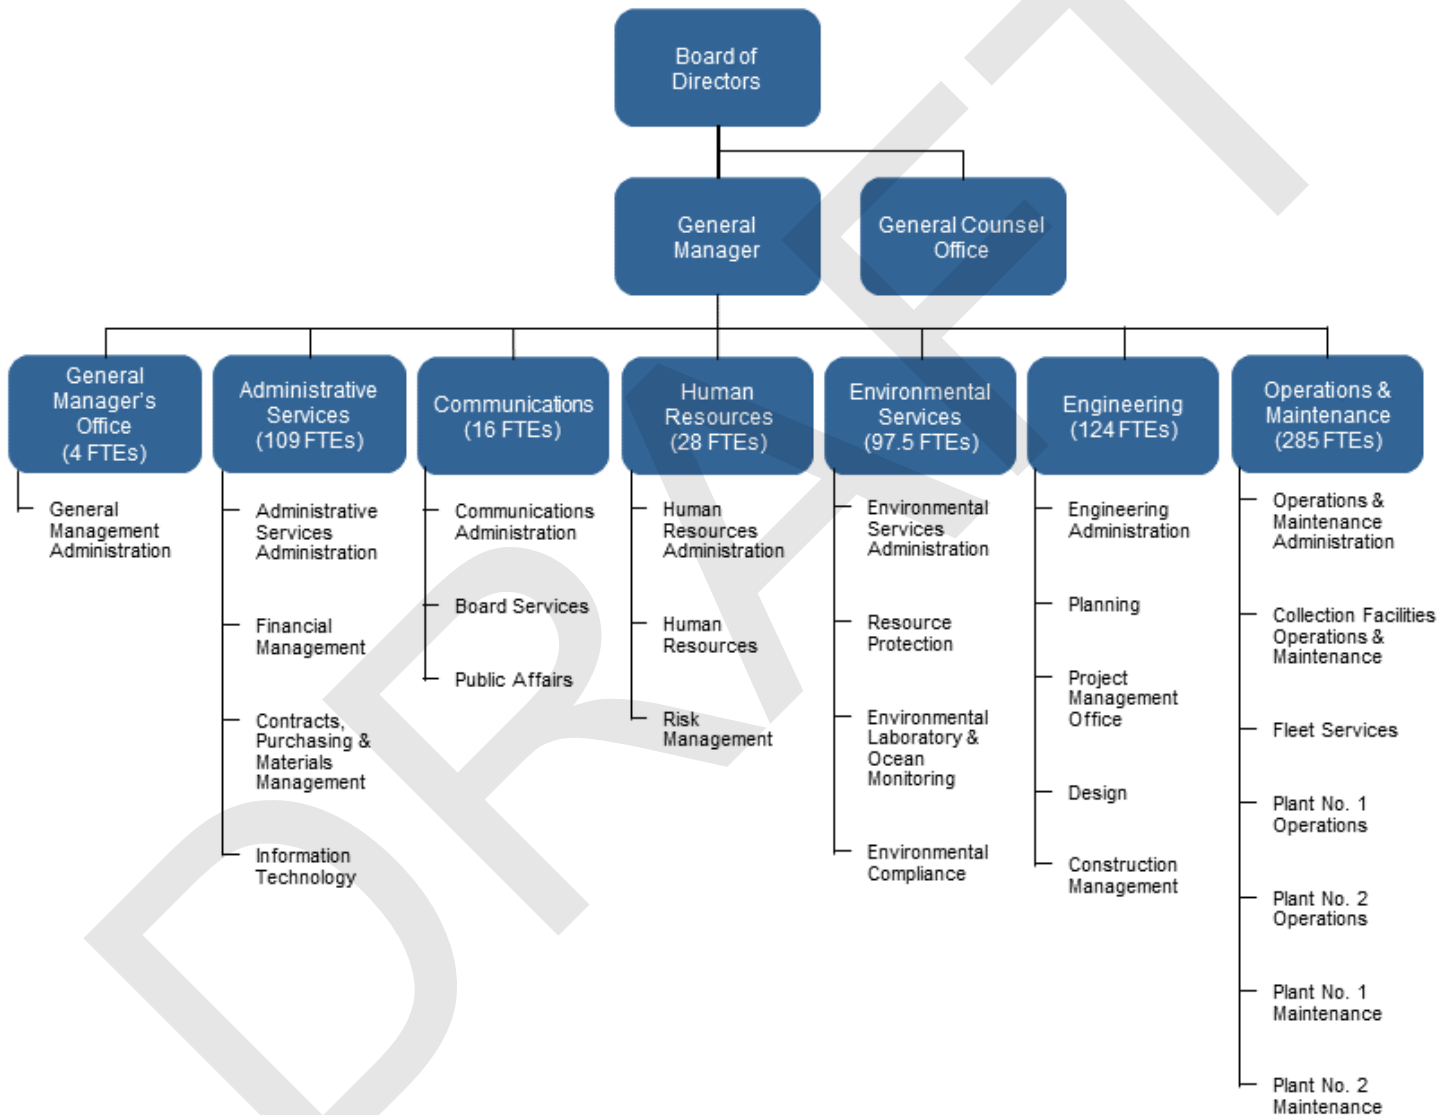 Board of
Directors
General
Manager
General Counsel
Office
General
Manager's
Office
(4 FTEs)
General
Management
Administration
Administrative
Services
(109 FTEs)
Administrative
Services
Administration
Financial
Management
Contracts,
Purchasing &
Materials
Management
Information
Technology
Communications
(16 FTEs)
Communications
Administration
Board Services
Public Affairs
Human
Resources
(28 FTEs)
Human
Resources
Administration
Human
Resources
Risk
Management
Environmental
Services
(97.5 FTEs)
Environmental
Services
Administration
Resource
Protection
Environmental
Laboratory &
Ocean
Monitoring
Environmental
Compliance
Engineering
(124 FTEs)
Engineering
Administration
Planning
Project
Management
Office
Design
Construction
Management
Operations &
Maintenance
(285 FTEs)
Operations &
Maintenance
Administration
Collection Facilities
Operations &
Maintenance
Fleet Services
Plant No. 1
Operations
Plant No. 2
Operations
Plant No. 1
Maintenance
Plant No. 2
Maintenance
DRAFT